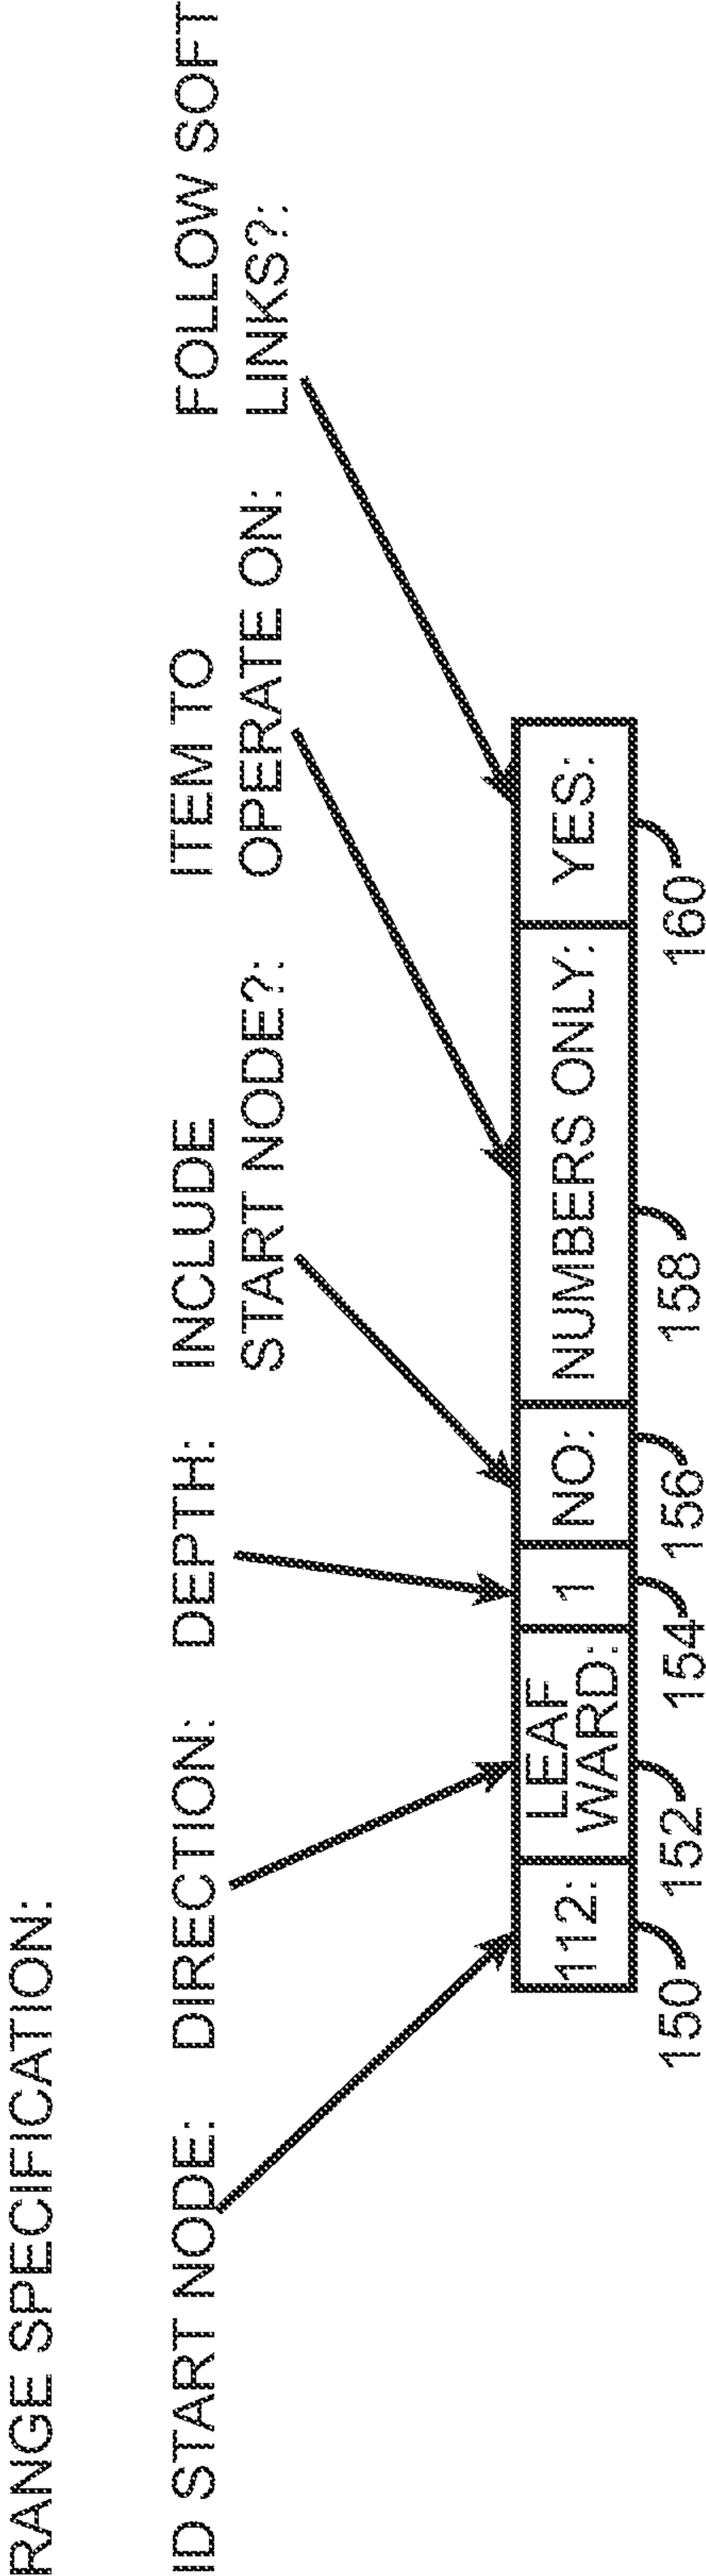 RANGE SPECIFICATION:
ID START NODE: DIRECTION: DEPTH: INCLUDE ITEM TO FOLLOW SOFT
START NODE?: OPERATE ON: LINKS?:
112: LEAF 1 NO: NUMBERS ONLY: YES:
WARD:
150 152 154 156 158 160